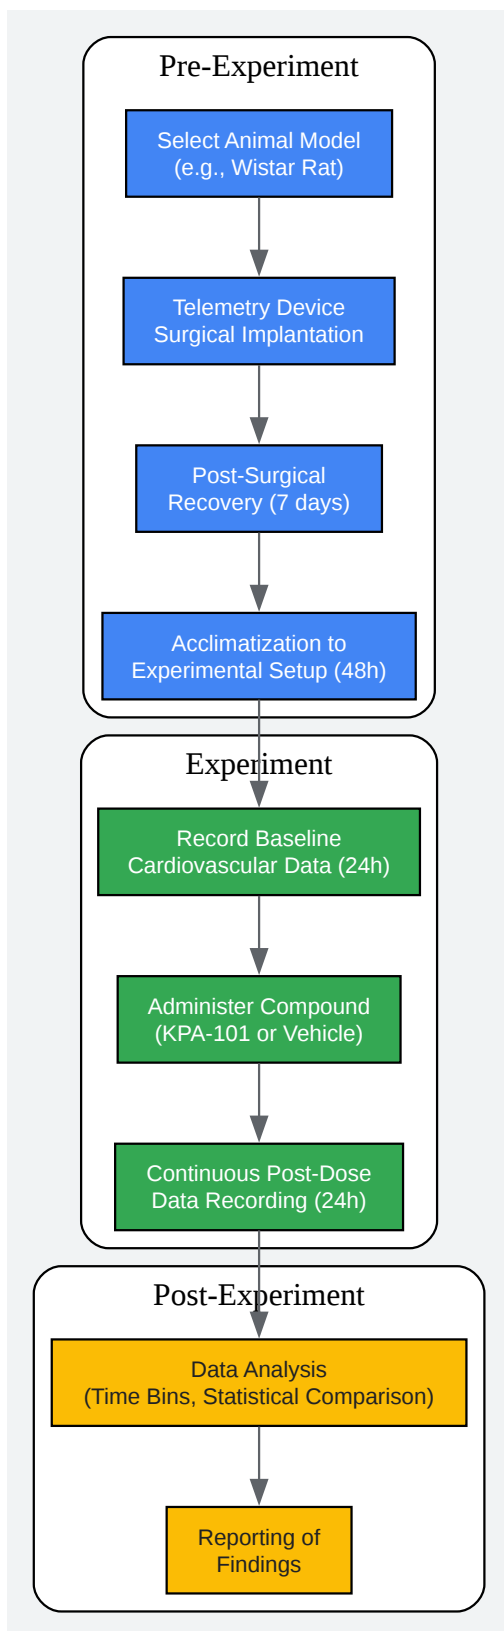 Pre-Experiment
Select Animal Model
(e.g., Wistar Rat)
Telemetry Device
Surgical Implantation
Post-Surgical
Recovery (7 days)
Acclimatization to
Experimental Setup (48h)
Experiment
Record Baseline
Cardiovascular Data (24h)
Administer Compound
(KPA-101 or Vehicle)
Continuous Post-Dose
Data Recording (24h)
Post-Experiment
Data Analysis
(Time Bins, Statistical Comparison)
Reporting of
Findings